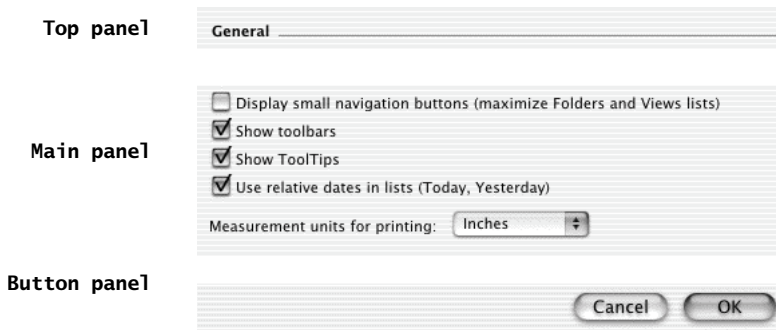 Top panel
General
Display small navigation buttons (maximize Folders and Views lists)
Show toolbars
Main panel
Show ToolTips
Use relative dates in lists (Today, Yesterday)
Measurement units for printing: Inches
Button panel
Cancel OK